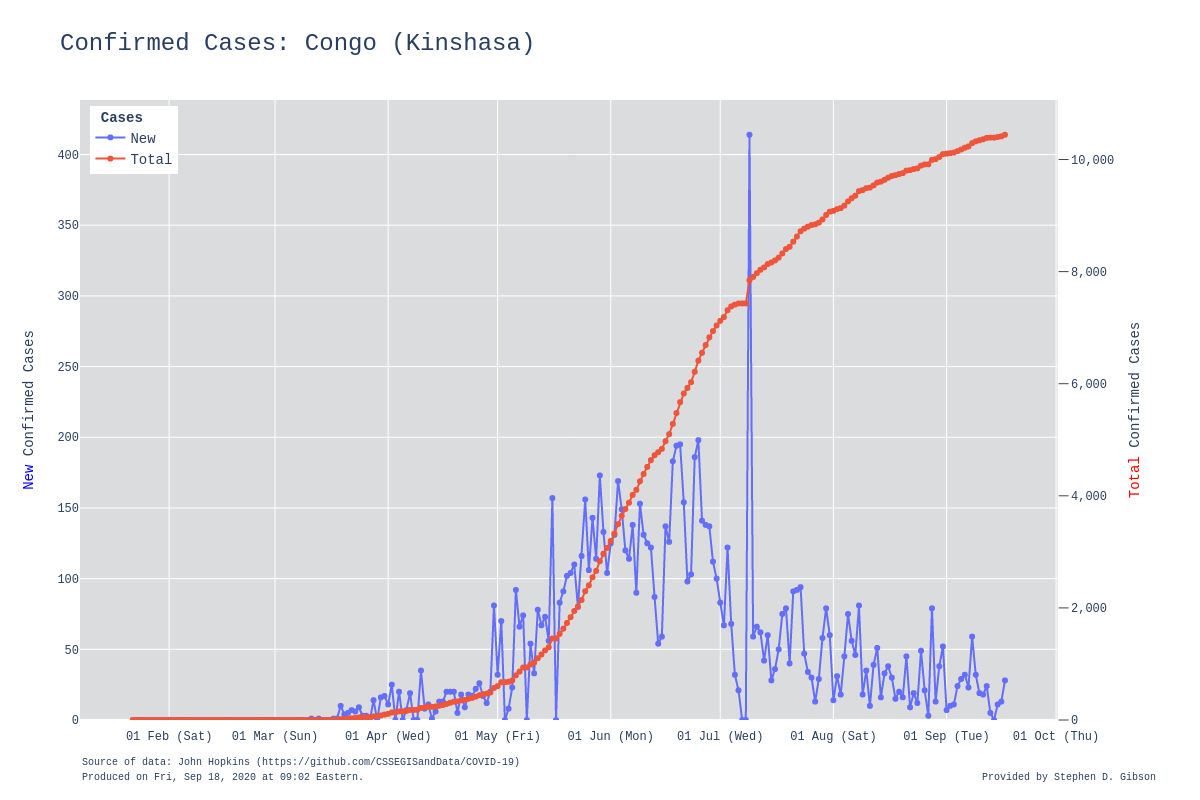 Confirmed Cases: Congo (Kinshasa)
Cases
New
Total
400
350
300
250
200
150
100
50
0
10,000
8,000
6,000
4,000
2,000
0
New Confirmed Cases
Total Confirmed Cases
01 Feb (Sat) 01 Mar (Sun) 01 Apr (Wed) 01 May (Fri) 01 Jun (Mon) 01 Jul (Wed) 01 Aug (Sat) 01 Sep (Tue) 01 Oct (Thu)
Source of data: John Hopkins (https://github.com/CSSEGISandData/COVID-19)
Produced on Fri, Sep 18, 2020 at 09:02 Eastern.
Provided by Stephen D. Gibson